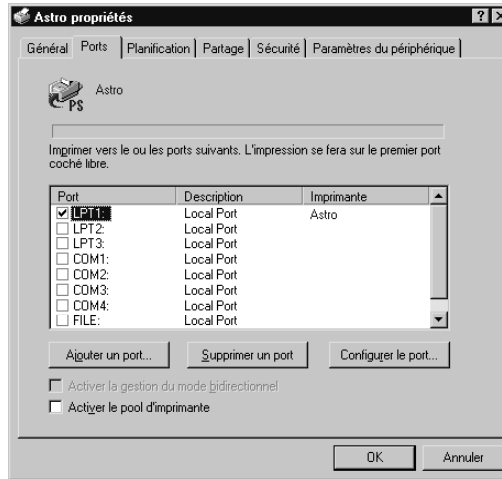 Astro propriétés
Général Ports Planification Partage Sécurité Paramètres du périphérique
PS Astro
Imprimer vers le ou les ports suivants. L'impression se fera sur le premier port
coché libre.
Port Description Imprimante
LPT1: Local Port Astro
LPT2: Local Port
LPT3: Local Port
COM1: Local Port
COM2: Local Port
COM3: Local Port
COM4: Local Port
FILE: Local Port
Ajouter un port... Supprimer un port Configurer le port...
Activer la gestion du mode bidirectionnel
Activer le pool d'imprimante
OK Annuler